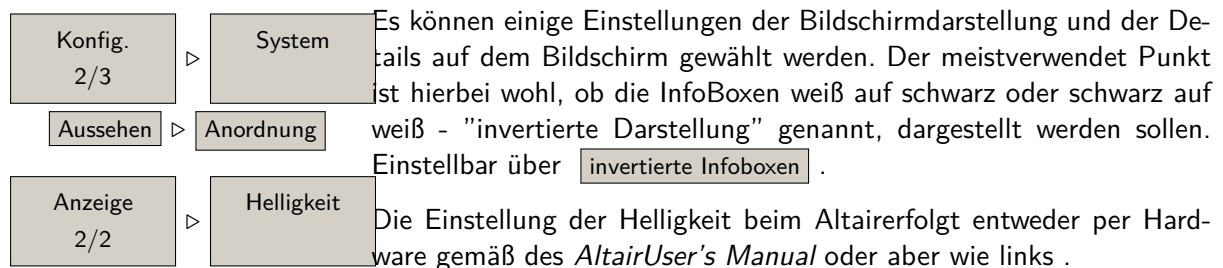 Konfig.
2/3
▷
System
Aussehen ▷ Anordnung
Es können einige Einstellungen der Bildschirmdarstellung und der De-
tails auf dem Bildschirm gewählt werden. Der meistverwendet Punkt
ist hierbei wohl, ob die InfoBoxen weiß auf schwarz oder schwarz auf
weiß - ”invertierte Darstellung” genannt, dargestellt werden sollen.
Einstellbar über invertierte Infoboxen .
Anzeige
2/2
▷
Helligkeit
Die Einstellung der Helligkeit beim Altairerfolgt entweder per Hard-
ware gemäß des AltairUser's Manual oder aber wie links .